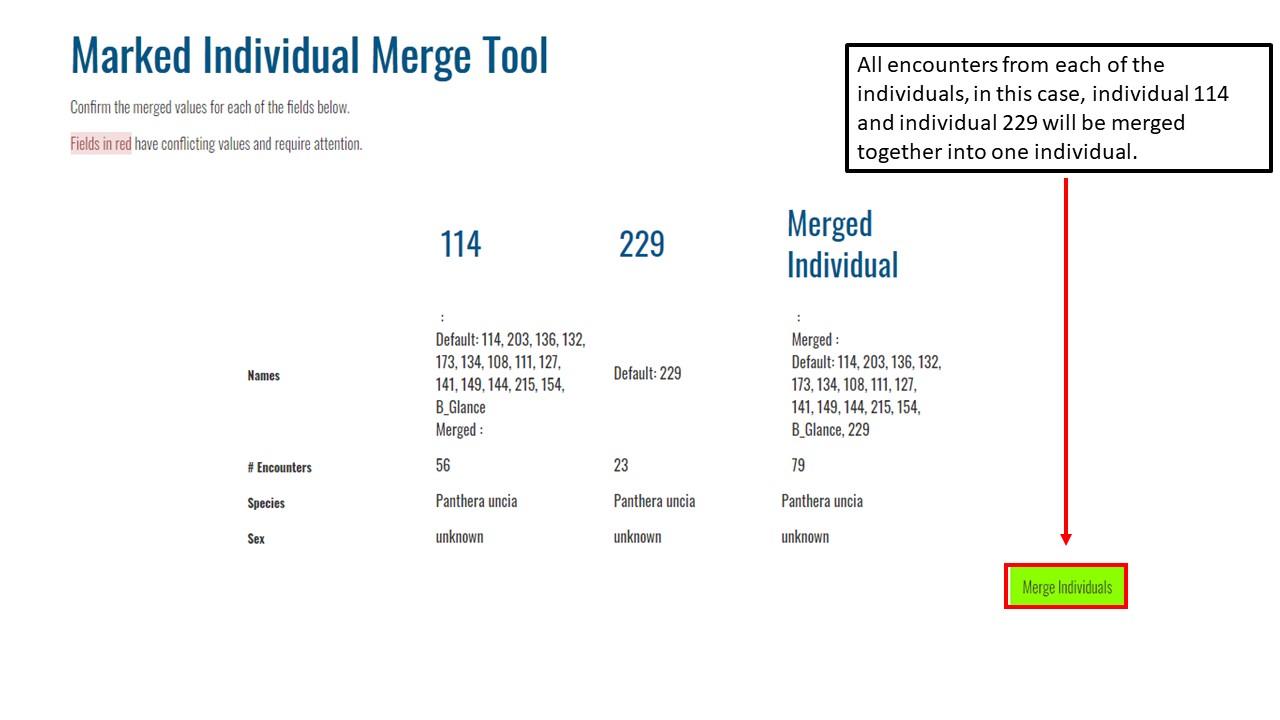 Marked Individual Merge Tool
Confirm the merged values for each of the fields below.
Fields in red have conflicting values and require attention.
All encounters from each of the
individuals, in this case, individual 114
and individual 229 will be merged
together into one individual.
114
229
Merged
Individual
Names
:
Default: 114, 203, 136, 132,
173, 134, 108, 111, 127,
141, 149, 144, 215, 154,
B_Glance
Merged :
Default: 229
:
Merged :
Default: 114, 203, 136, 132,
173, 134, 108, 111, 127,
141, 149, 144, 215, 154,
B_Glance, 229
# Encounters 56 23 79
Species Panthera uncia Panthera uncia Panthera uncia
Sex unknown unknown unknown
Merge Individuals